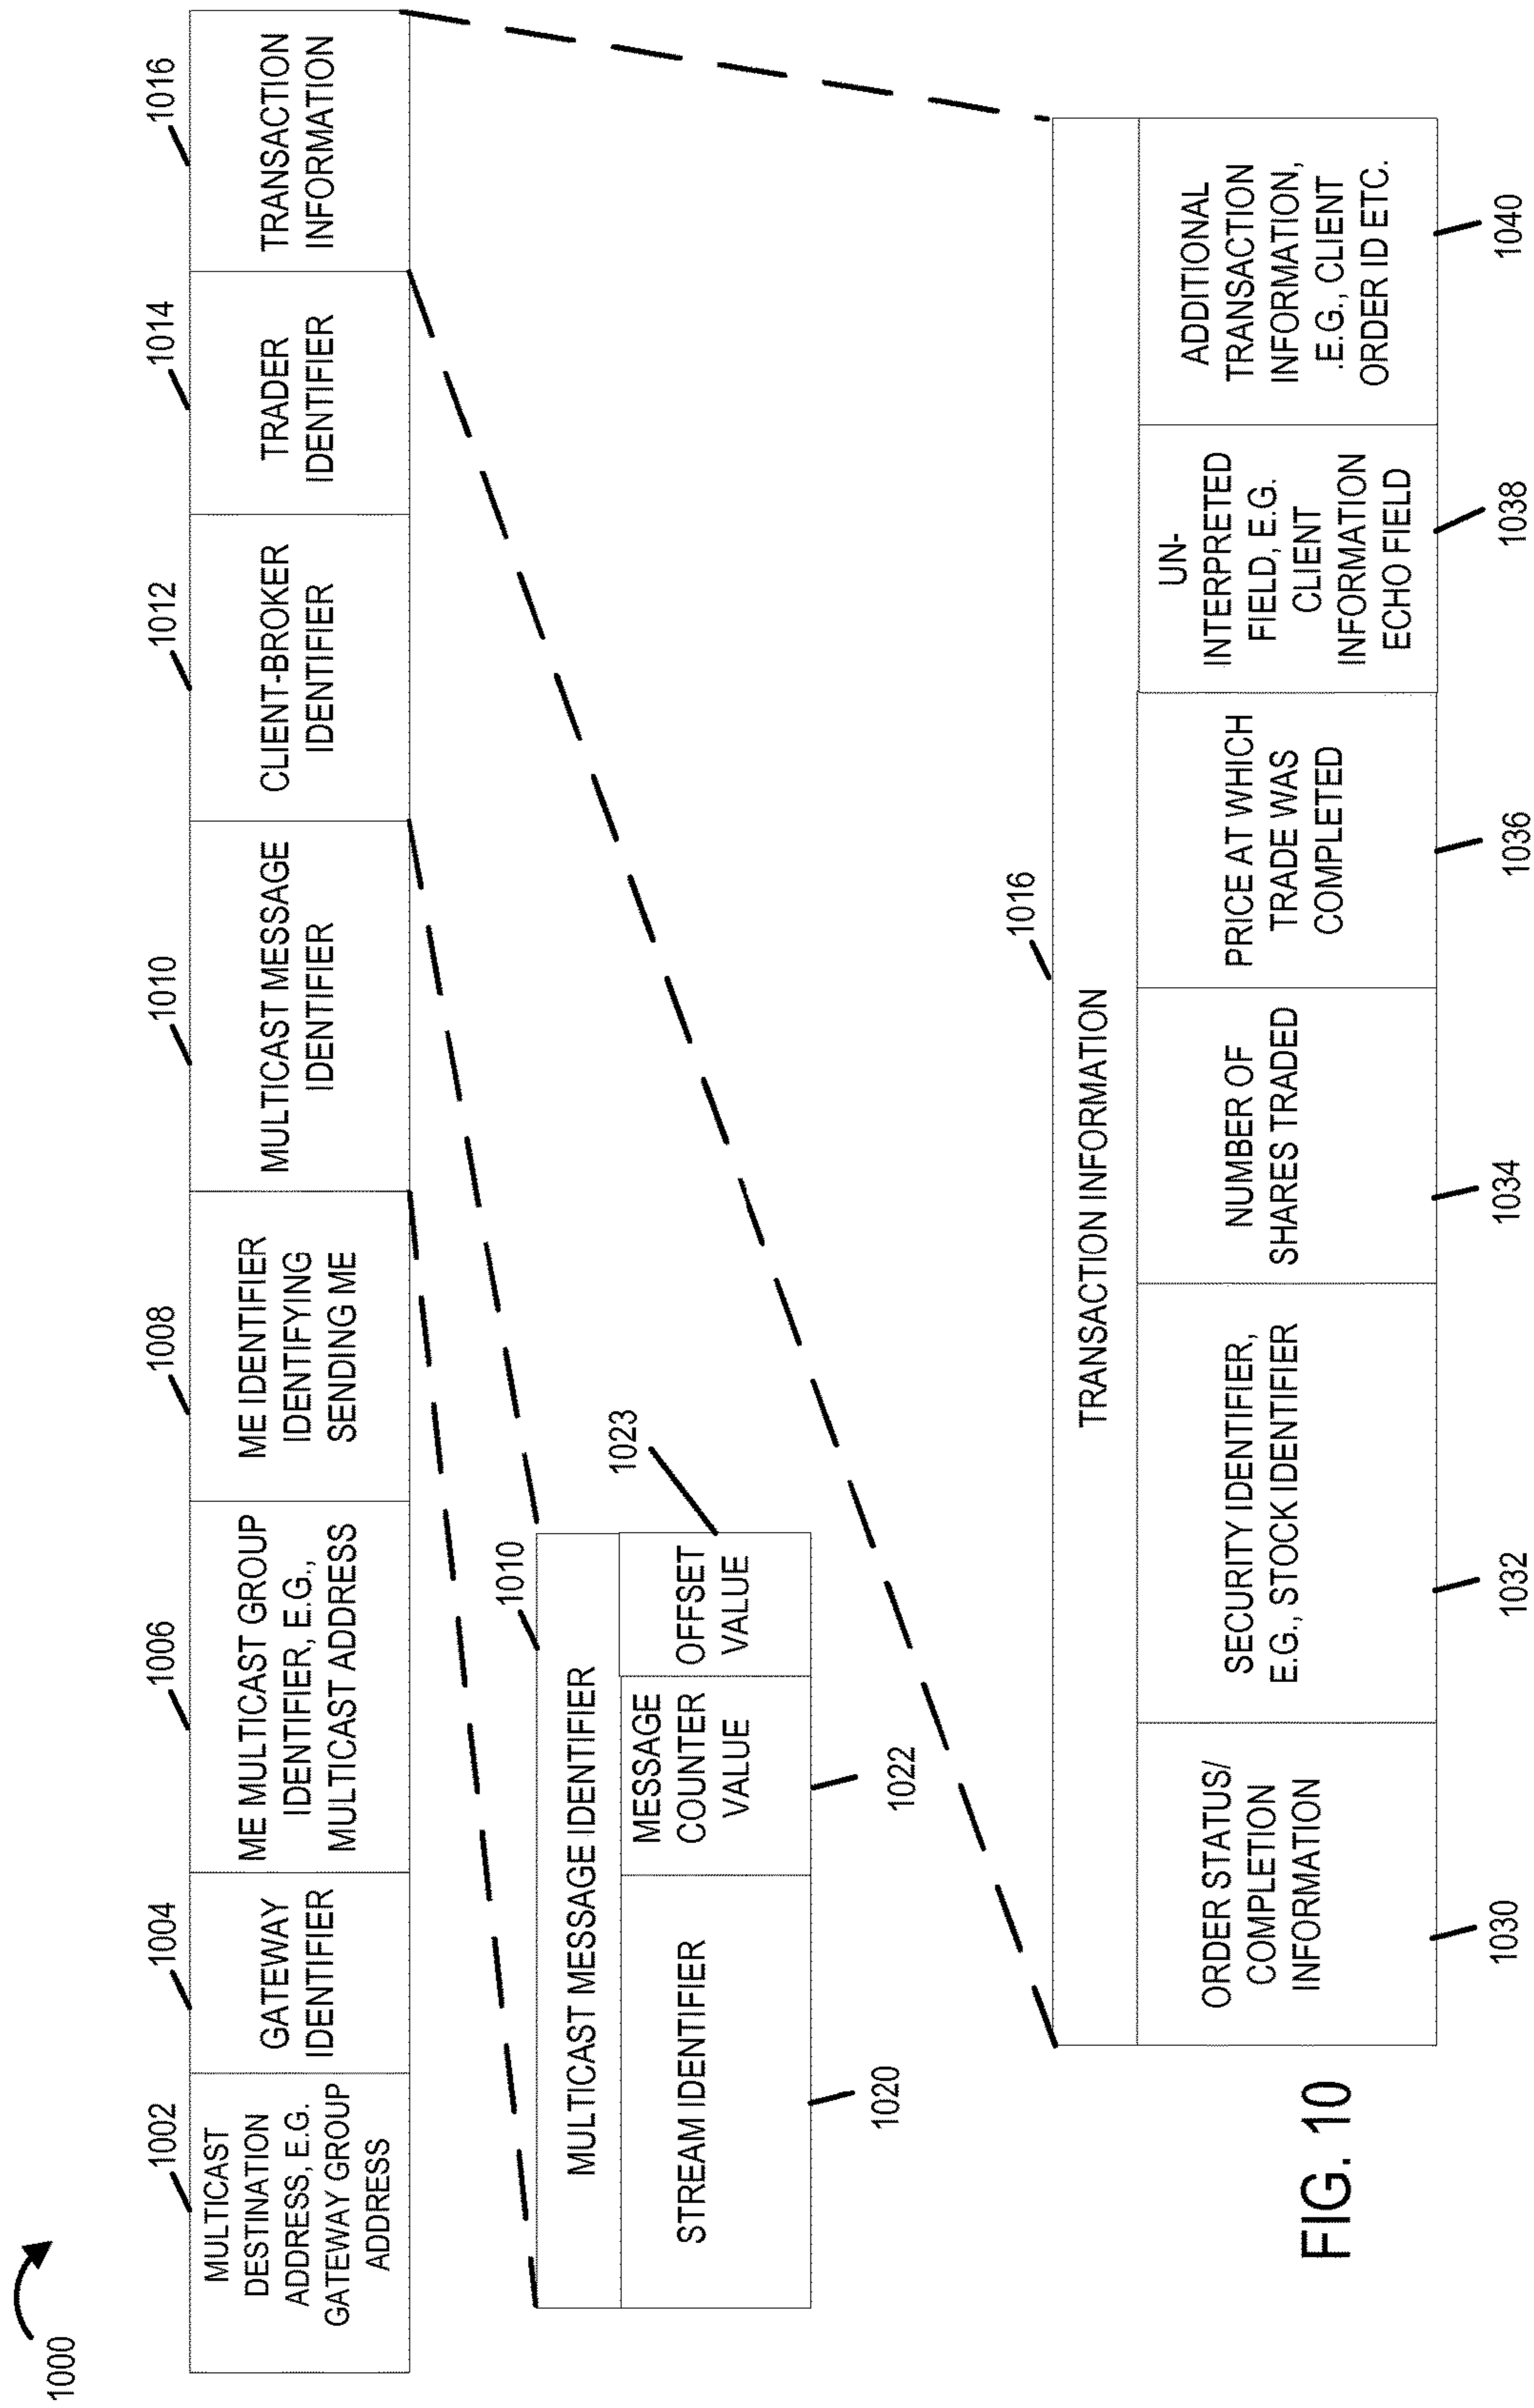 1000
1002
1004
1006
1008
1010
1012
1014
1016
MULTICAST
DESTINATION
ADDRESS, E.G.
GATEWAY GROUP
ADDRESS
GATEWAY
IDENTIFIER
ME MULTICAST GROUP
IDENTIFIER, E.G.,
MULTICAST ADDRESS
ME IDENTIFIER
IDENTIFYING
SENDING ME
MULTICAST MESSAGE
IDENTIFIER
CLIENT-BROKER
IDENTIFIER
TRADER
IDENTIFIER
TRANSACTION
INFORMATION
1010
MULTICAST MESSAGE IDENTIFIER
1023
STREAM IDENTIFIER
MESSAGE
COUNTER
VALUE
OFFSET
VALUE
1020
1022
1016
TRANSACTION INFORMATION
ORDER STATUS/
COMPLETION
INFORMATION
SECURITY IDENTIFIER,
E.G., STOCK IDENTIFIER
NUMBER OF
SHARES TRADED
PRICE AT WHICH
TRADE WAS
COMPLETED
UN-
INTERPRETED
FIELD, E.G.
CLIENT
INFORMATION
ECHO FIELD
ADDITIONAL
TRANSACTION
INFORMATION,
.E.G., CLIENT
ORDER ID ETC.
1030
1032
1034
1036
1038
1040
FIG. 10